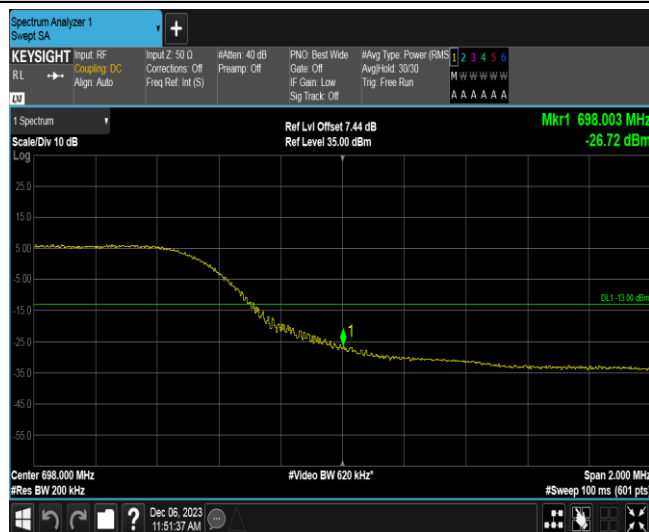 Spectrum Analyzer 1
Swept SA
+
KEYSIGHT
RL
LXI
Input: RF
Coupling: DC
Align: Auto
Input Z: 50 Ω
Corrections: Off
Freq Ref: Int (S)
#Atten: 40 dB
Preamp: Off
PNO: Best Wide
Gate: Off
IF Gain: Low
Sig Track: Off
#Avg Type: Power (RMS
Avg|Hold: 30/30
Trig: Free Run
1 2 3 4 5 6
M W W W W W
A A A A A A
1 Spectrum
Scale/Div 10 dB
Log
Ref Lvl Offset 7.44 dB
Ref Level 35.00 dBm
Mkr1 698.003 MHz
-26.72 dBm
25.0
15.0
5.00
-5.00
DL1 -13.00 dBm
-15.0
1
-25.0
-35.0
-45.0
-55.0
Center 698.000 MHz
#Res BW 200 kHz
#Video BW 620 kHz*
Span 2.000 MHz
#Sweep 100 ms (601 pts)
?
Dec 06, 2023
11:51:37 AM